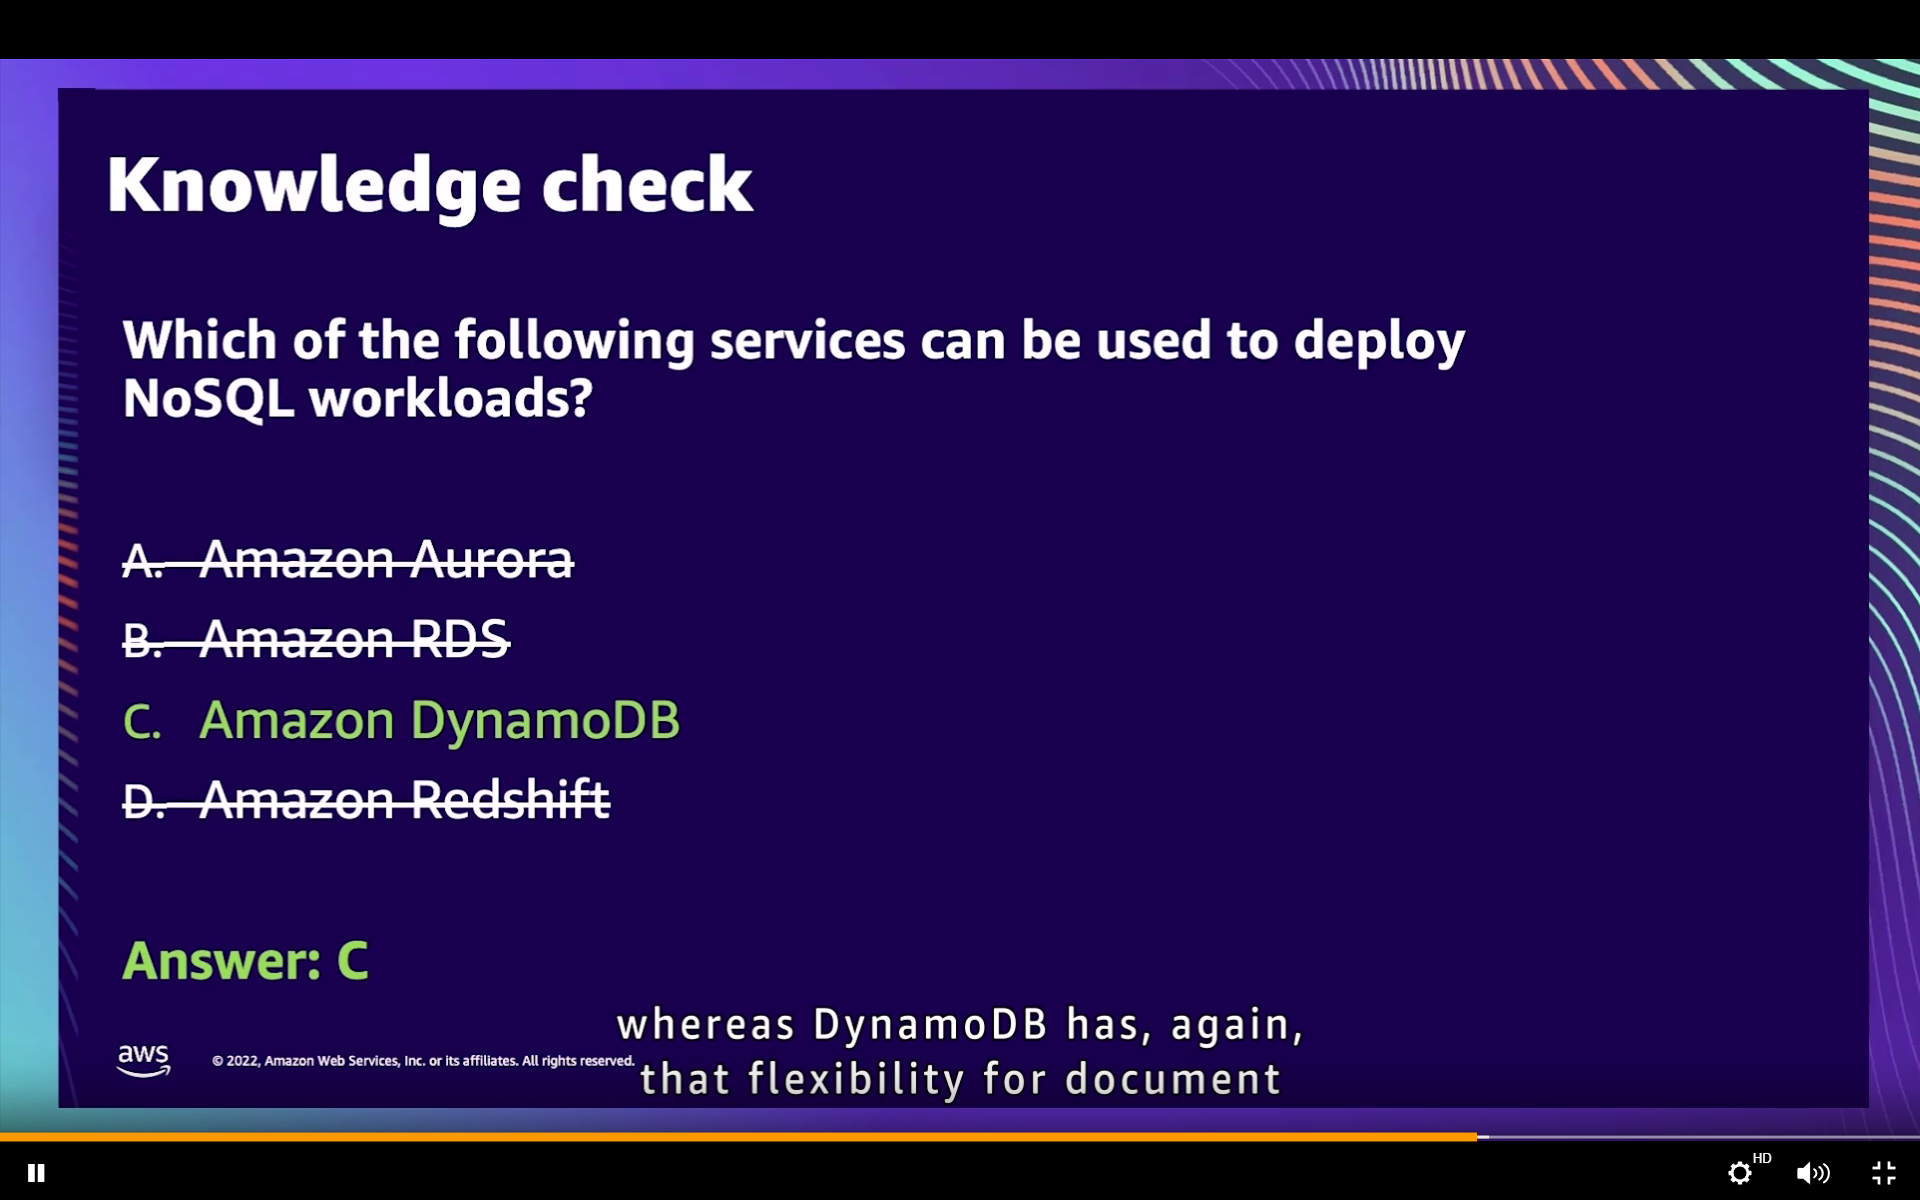 Knowledge check
Which of the following services can be used to deploy
NoSQL workloads?
A. Amazon Aurora
B. Amazon RDS
C. Amazon DynamoDB
D. Amazon Redshift
Answer: C
whereas DynamoDB has, again,
that flexibility for document
aws
© 2022, Amazon Web Services, Inc. or its affiliates. All rights reserved.
HD